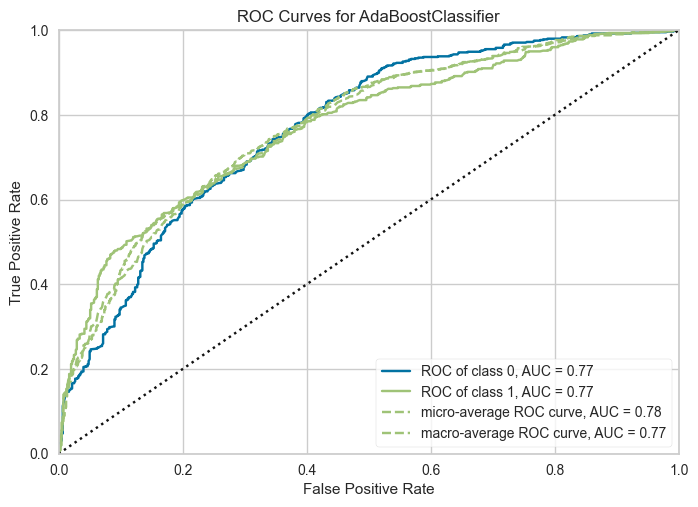 ROC Curves for AdaBoostClassifier
True Positive Rate
1.0
0.8
0.6
0.4
0.2
0.0
ROC of class 0, AUC = 0.77
ROC of class 1, AUC = 0.77
micro-average ROC curve, AUC = 0.78
macro-average ROC curve, AUC = 0.77
0.0 0.2 0.4 0.6 0.8 1.0
False Positive Rate